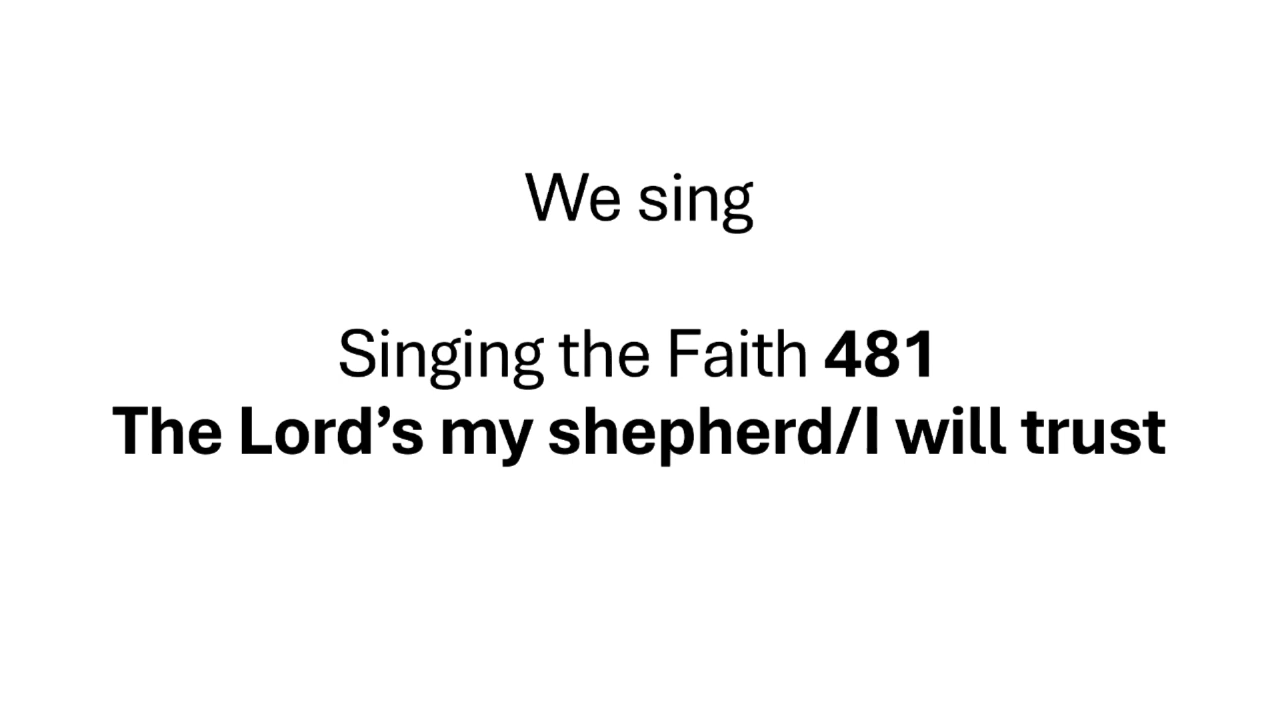 We sing
Singing the Faith 481
The Lord’s my shepherd/I will trust